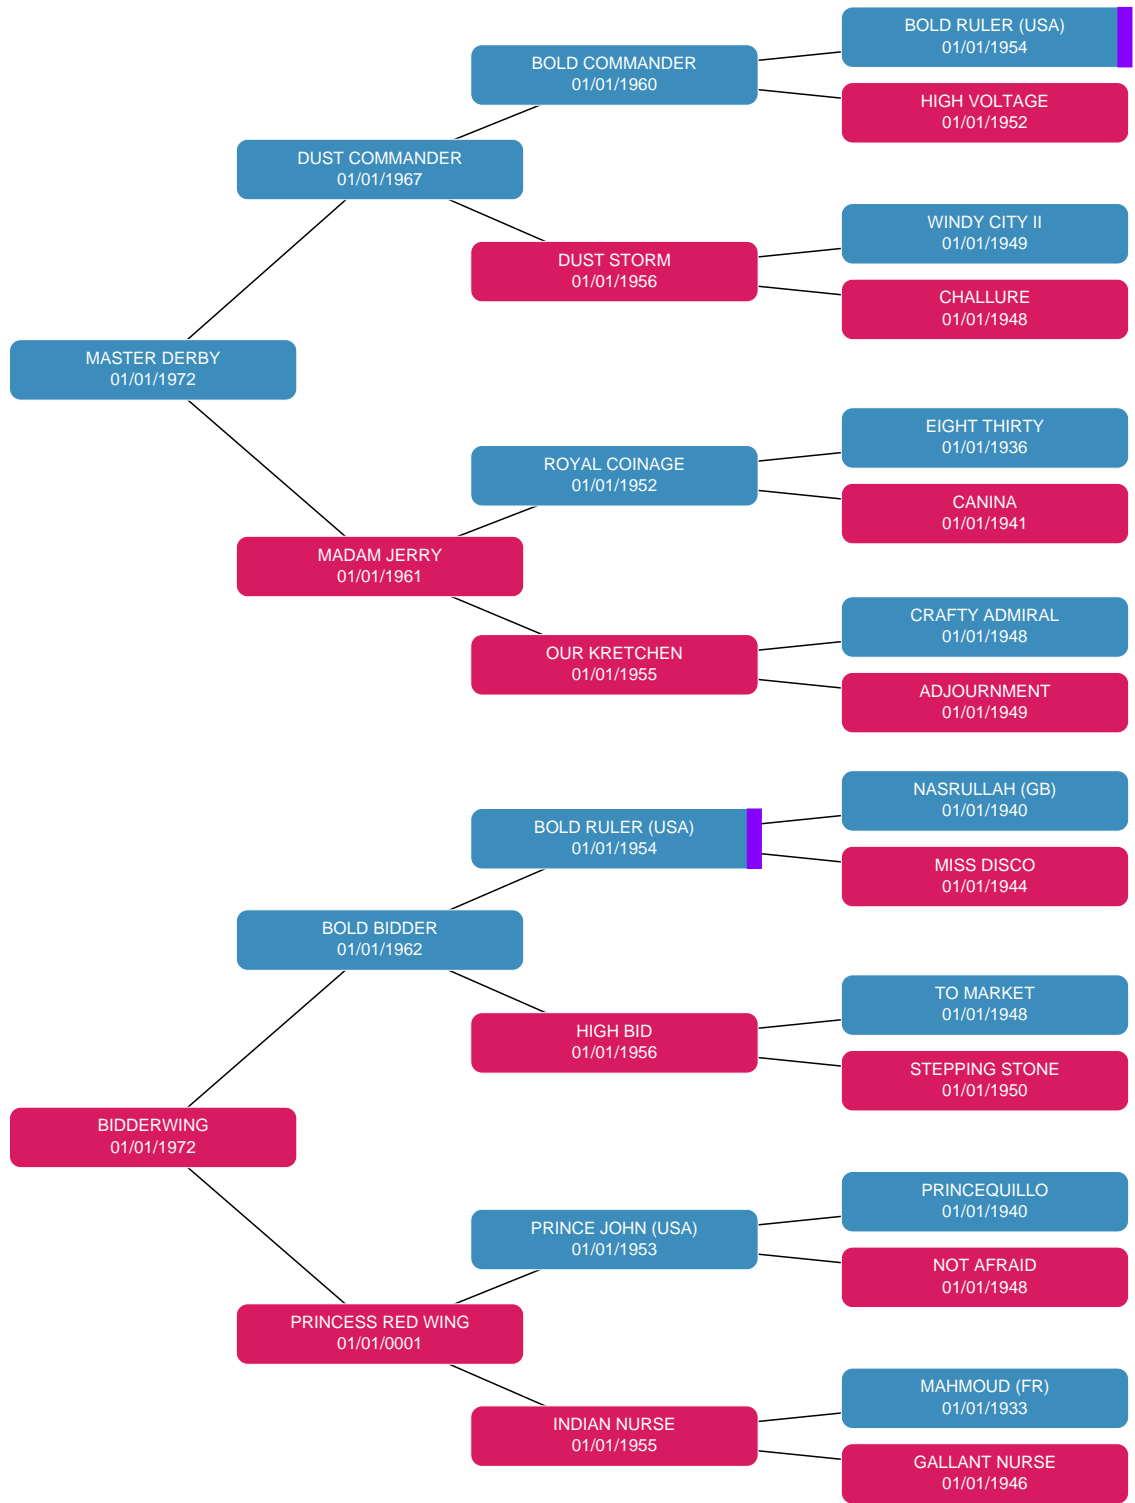 BOLD RULER (USA)
01/01/1954
BOLD COMMANDER
01/01/1960
HIGH VOLTAGE
01/01/1952
DUST COMMANDER
01/01/1967
WINDY CITY II
01/01/1949
DUST STORM
01/01/1956
CHALLURE
01/01/1948
MASTER DERBY
01/01/1972
EIGHT THIRTY
01/01/1936
ROYAL COINAGE
01/01/1952
CANINA
01/01/1941
MADAM JERRY
01/01/1961
CRAFTY ADMIRAL
01/01/1948
OUR KRETCHEN
01/01/1955
ADJOURNMENT
01/01/1949
NASRULLAH (GB)
01/01/1940
BOLD RULER (USA)
01/01/1954
MISS DISCO
01/01/1944
BOLD BIDDER
01/01/1962
TO MARKET
01/01/1948
HIGH BID
01/01/1956
STEPPING STONE
01/01/1950
BIDDERWING
01/01/1972
PRINCEQUILLO
01/01/1940
PRINCE JOHN (USA)
01/01/1953
NOT AFRAID
01/01/1948
PRINCESS RED WING
01/01/0001
MAHMOUD (FR)
01/01/1933
INDIAN NURSE
01/01/1955
GALLANT NURSE
01/01/1946